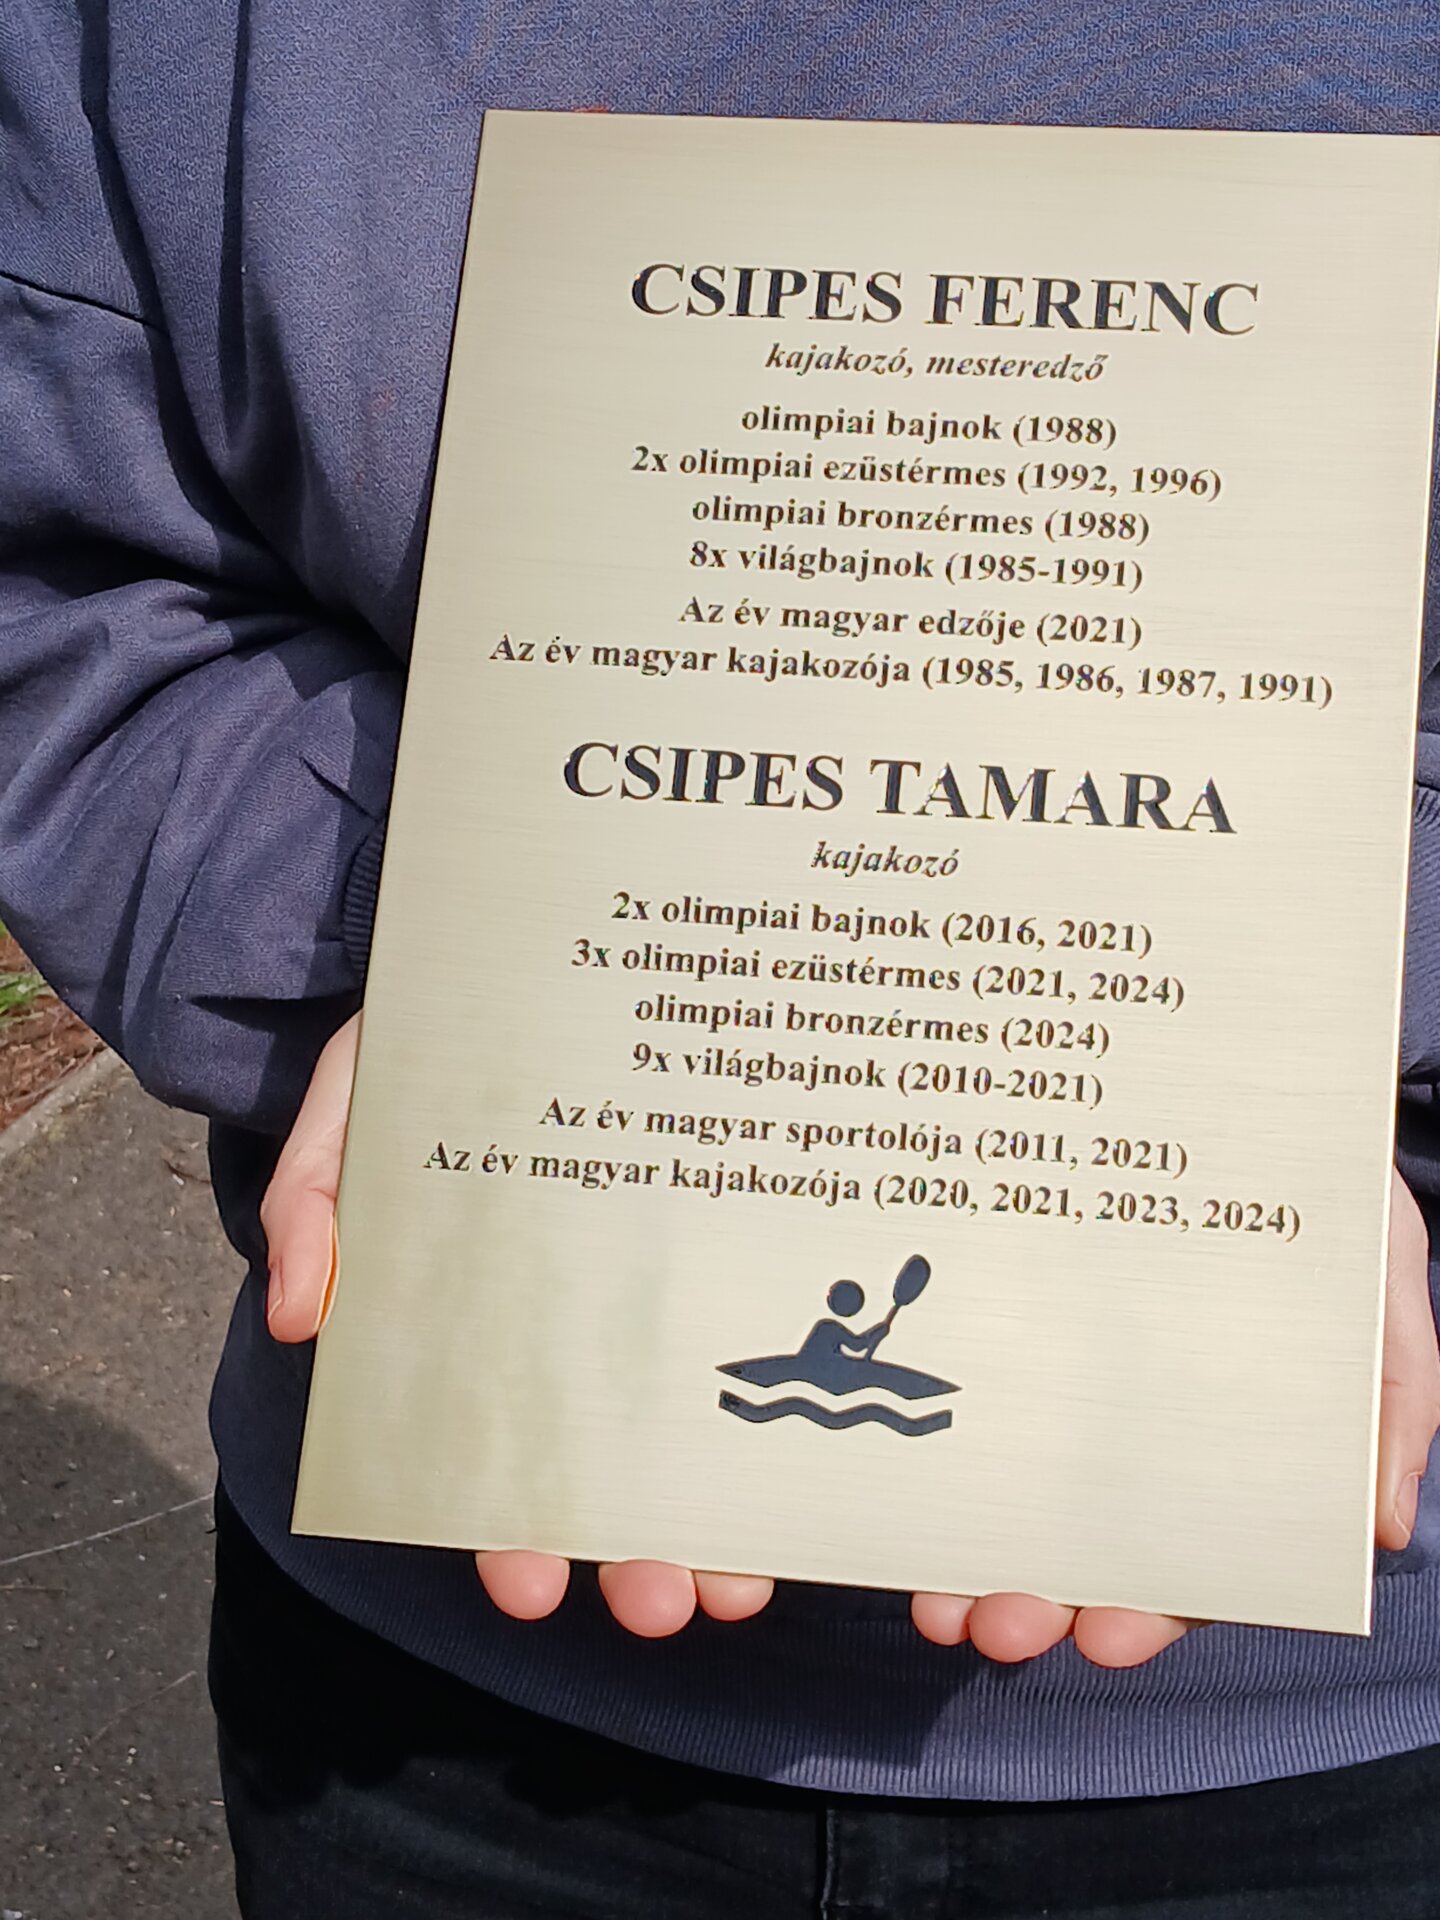 CSIPES FERENC
kajakozó, mesteredző
olimpiai bajnok (1988)
2x olimpiai ezüstérmes (1992, 1996)
olimpiai bronzérmes (1988)
8x világbajnok (1985-1991)
Az év magyar edzője (2021)
Az év magyar kajakozója (1985, 1986, 1987, 1991)
CSIPES TAMARA
kajakozó
2x olimpiai bajnok (2016, 2021)
3x olimpiai ezüstérmes (2021, 2024)
olimpiai bronzérmes (2024)
9x világbajnok (2010-2021)
Az év magyar sportolója (2011, 2021)
Az év magyar kajakozója (2020, 2021, 2023, 2024)